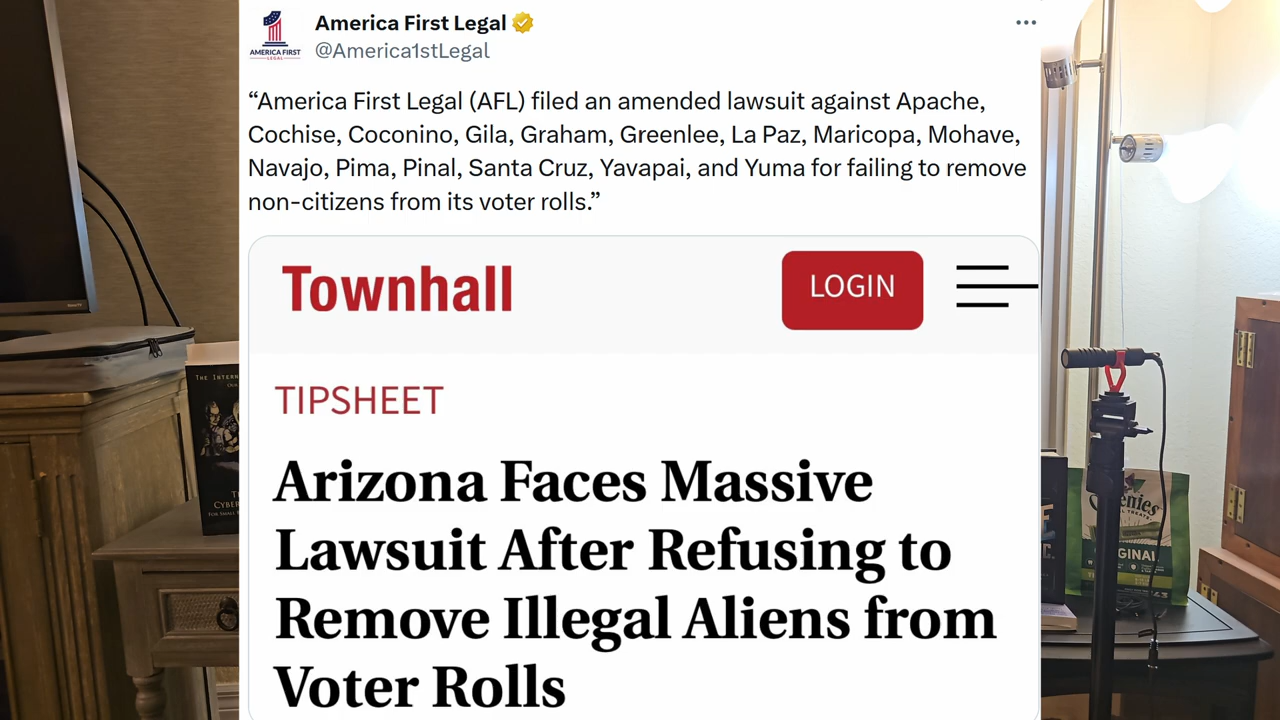 America First Legal
@America1stLegal
AMERICA FIRST
LEGAL
“America First Legal (AFL) filed an amended lawsuit against Apache,
Cochise, Coconino, Gila, Graham, Greenlee, La Paz, Maricopa, Mohave,
Navajo, Pima, Pinal, Santa Cruz, Yavapai, and Yuma for failing to remove
non-citizens from its voter rolls.”
Townhall
LOGIN
TIPSHEET
Arizona Faces Massive
Lawsuit After Refusing to
Remove Illegal Aliens from
Voter Rolls